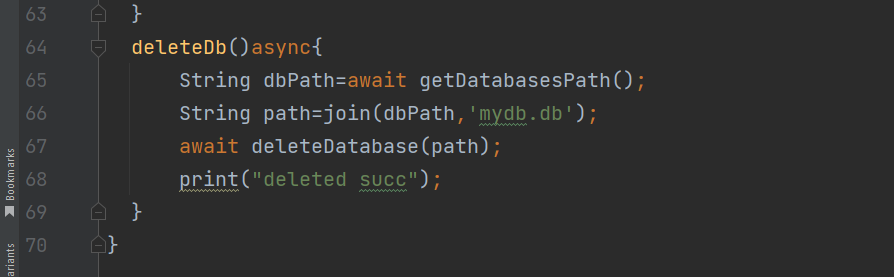 63 }
64 deleteDb()async{
65 String dbPath=await getDatabasesPath();
66 String path=join(dbPath,'mydb.db');
67 await deleteDatabase(path);
68 print("deleted succ");
69 }
70 }
Bookmarks
ariants